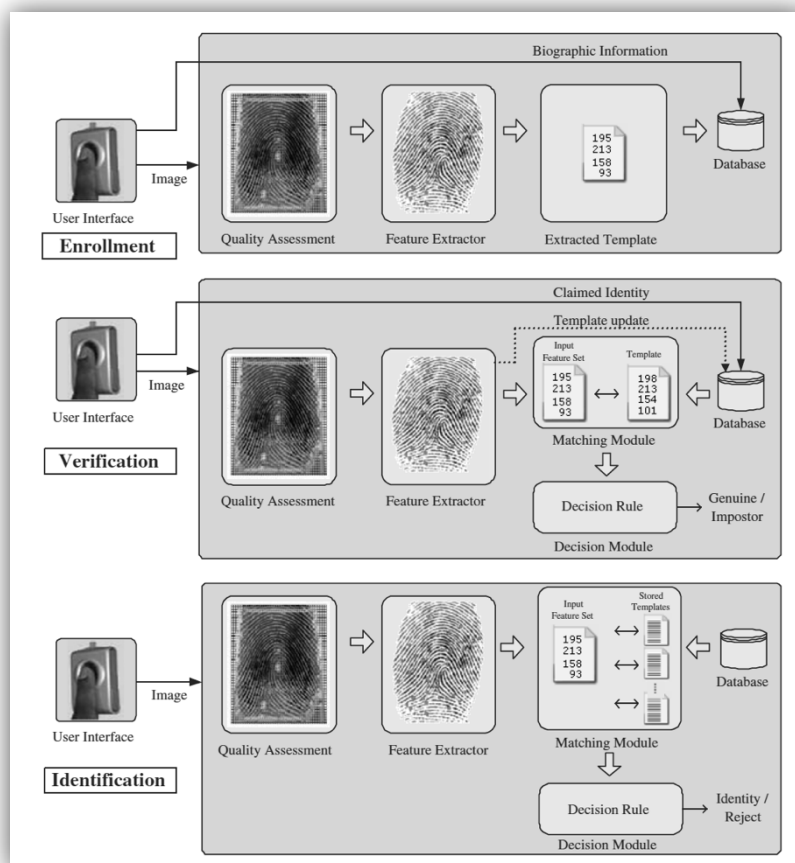 Biographic Information
195
213
158
93
Database
Image
User Interface
Quality Assessment
Feature Extractor
Extracted Template
Enrollment
Claimed Identity
Template update
Input
Feature Set
Template
195
213
158
93
198
213
154
101
Image
User Interface
Database
Matching Module
Verification
Quality Assessment
Feature Extractor
Decision Rule
Genuine /
Impostor
Decision Module
Input
Feature Set
Stored
Templates
195
213
158
93
Image
Database
User Interface
Quality Assessment
Feature Extractor
Matching Module
Identification
Decision Rule
Identity /
Reject
Decision Module